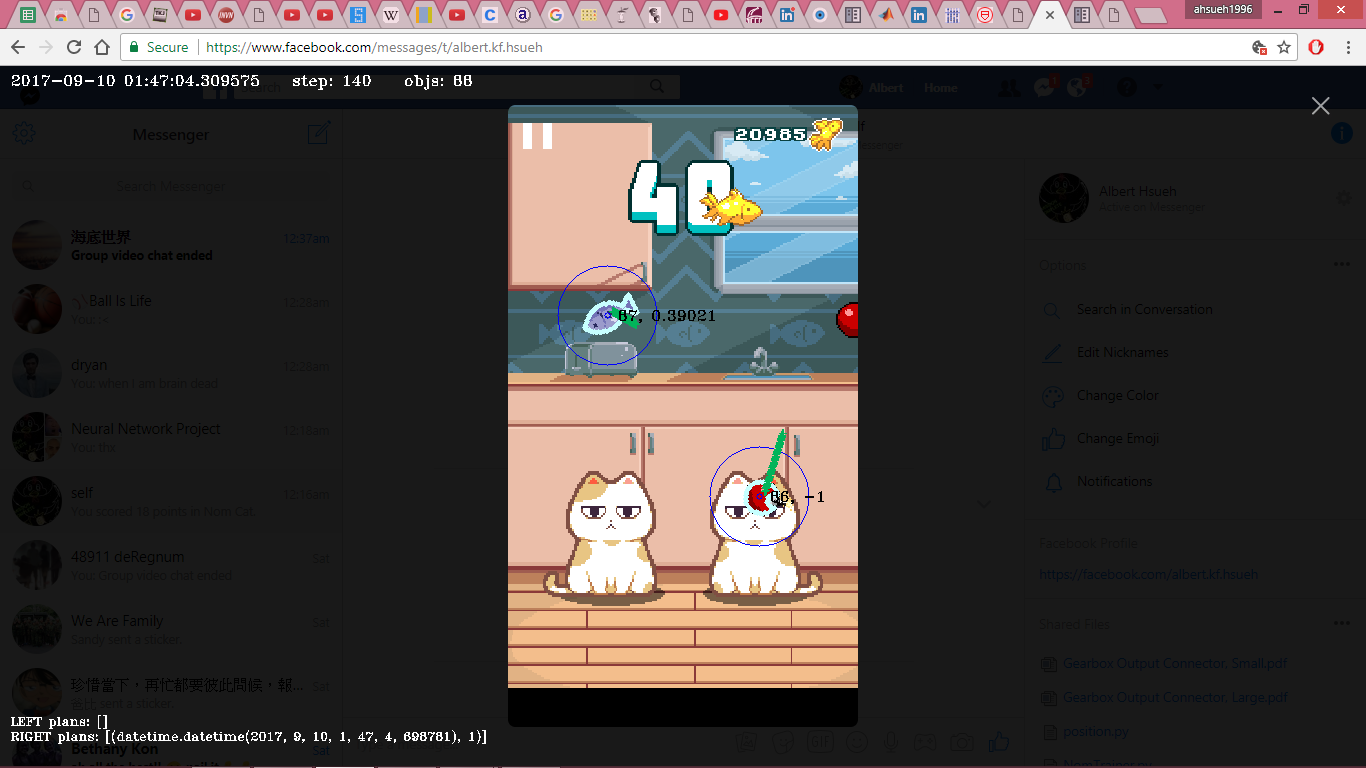 ahsueh1996
Secure https://www.facebook.com/messages/t/albert.kf.hsueh
2017-09-10 01:47:04.309575 step: 140 objs: 66
Search
Albert
Home
Messenger
Search Messenger
海底世界 12:37am
Group video chat ended
Ball Is Life 12:28am
dryan 12:28am
You: when I am brain dead
Neural Network Project 12:18am
You: thx
self 12:16am
You scored 18 points in Nom Cat.
48911 deRegnum Sat
You: Group video chat ended
We Are Family Sat
Sandy sent a sticker.
珍惜當下，再忙都要彼此問候，報... Sat
Bethany Kon Sat
20985
40
67, 0.39021
66, -1
Albert Hsueh
Active on Messenger
Options
Search in Conversation
Edit Nicknames
Change Color
Change Emoji
Notifications
Facebook Profile
https://facebook.com/albert.kf.hsueh
Shared Files
Gearbox Output Connector, Small.pdf
Gearbox Output Connector, Large.pdf
position.py
NomTrainer.py
GIF
LEFT plans: []
RIGHT plans: [(datetime.datetime(2017, 9, 10, 1, 47, 4, 698781), 1)]